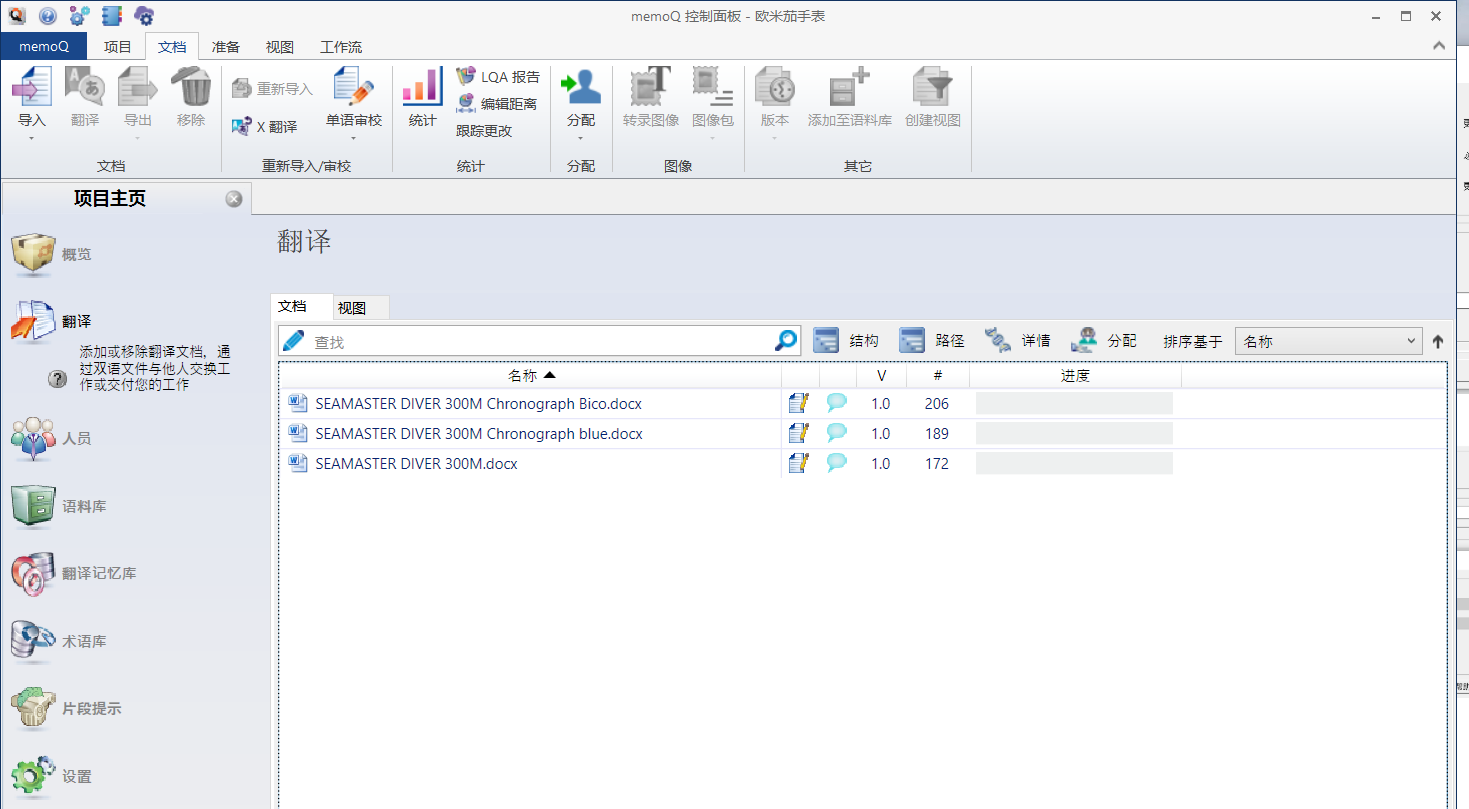 memoQ 控制面板 - 欧米茄手表
memoQ 项目 文档 准备 视图 工作流
导入 翻译 导出 移除
文档
重新导入
X 翻译
单语审校
重新导入/审校
统计
LQA 报告
编辑距离
跟踪更改
统计
分配
分配
转录图像 图像包
图像
版本 添加至语料库 创建视图
其它
项目主页
概览
翻译
添加或移除翻译文档，通
过双语文件与他人交换工
作或交付您的工作
人员
语料库
翻译记忆库
术语库
片段提示
设置
翻译
文档 视图
查找 结构 路径 详情 分配 排序基于 名称
名称 V # 进度
SEAMASTER DIVER 300M Chronograph Bico.docx 1.0 206
SEAMASTER DIVER 300M Chronograph blue.docx 1.0 189
SEAMASTER DIVER 300M.docx 1.0 172